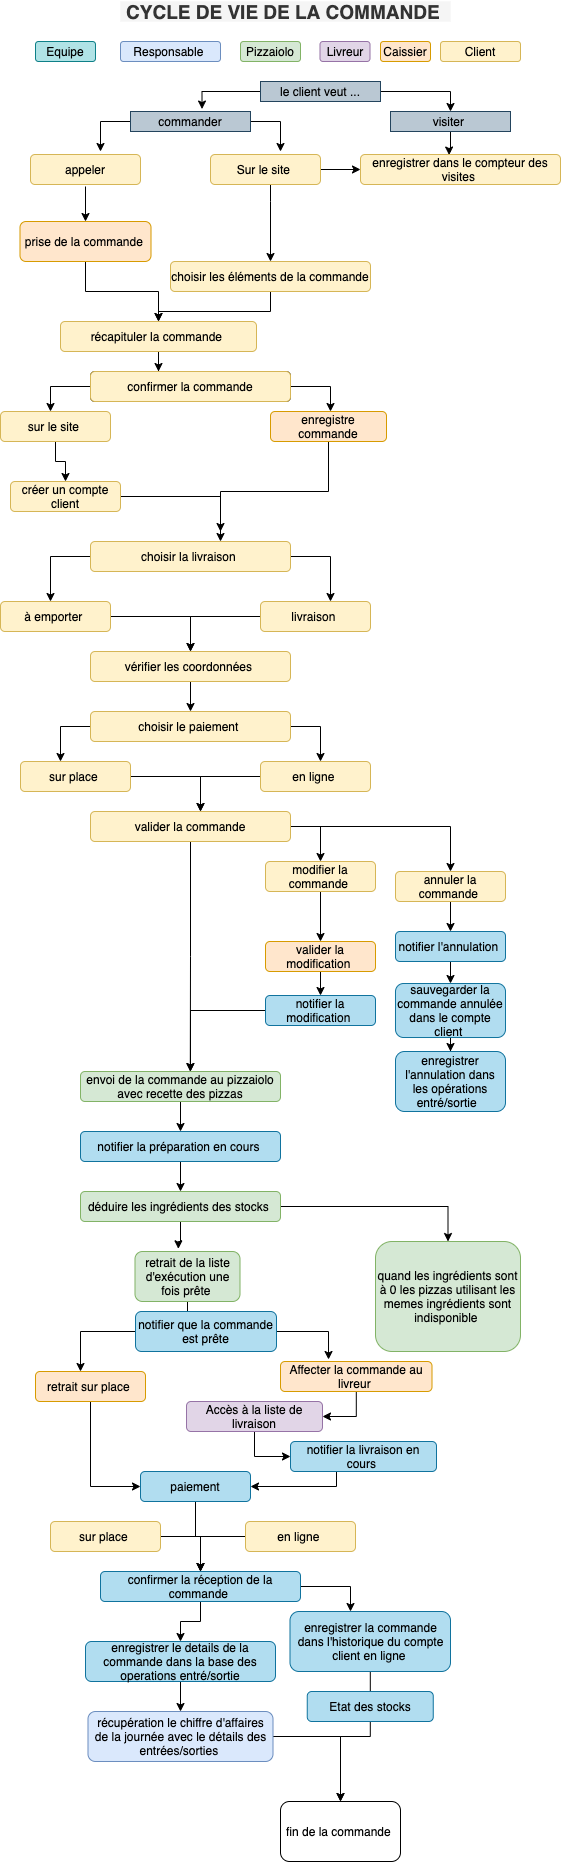 CYCLE DE VIE DE LA COMMANDE
Equipe
Responsable
Pizzaiolo
Livreur
Caissier
Client
le client veut ...
commander
visiter
appeler
Sur le site
enregistrer dans le compteur des
visites
prise de la commande
choisir les éléments de la commande
récapituler la commande
confirmer la commande
sur le site
enregistre
commande
créer un compte
client
choisir la livraison
à emporter
livraison
vérifier les coordonnées
choisir le paiement
sur place
en ligne
valider la commande
modifier la
commande
annuler la
commande
valider la
modification
notifier l'annulation
notifier la
modification
sauvegarder la
commande annulée
dans le compte
client
enregistrer
l'annulation dans
les opérations
entré/sortie
envoi de la commande au pizzaiolo
avec recette des pizzas
notifier la préparation en cours
déduire les ingrédients des stocks
retrait de la liste
d'exécution une
fois prête
quand les ingrédients sont
à 0 les pizzas utilisant les
memes ingrédients sont
indisponible
notifier que la commande
est prête
retrait sur place
Affecter la commande au
livreur
Accès à la liste de
livraison
notifier la livraison en
cours
paiement
sur place
en ligne
confirmer la réception de la
commande
enregistrer le details de la
commande dans la base des
operations entré/sortie
enregistrer la commande
dans l'historique du compte
client en ligne
Etat des stocks
récupération le chiffre d'affaires
de la journée avec le détails des
entrées/sorties
fin de la commande